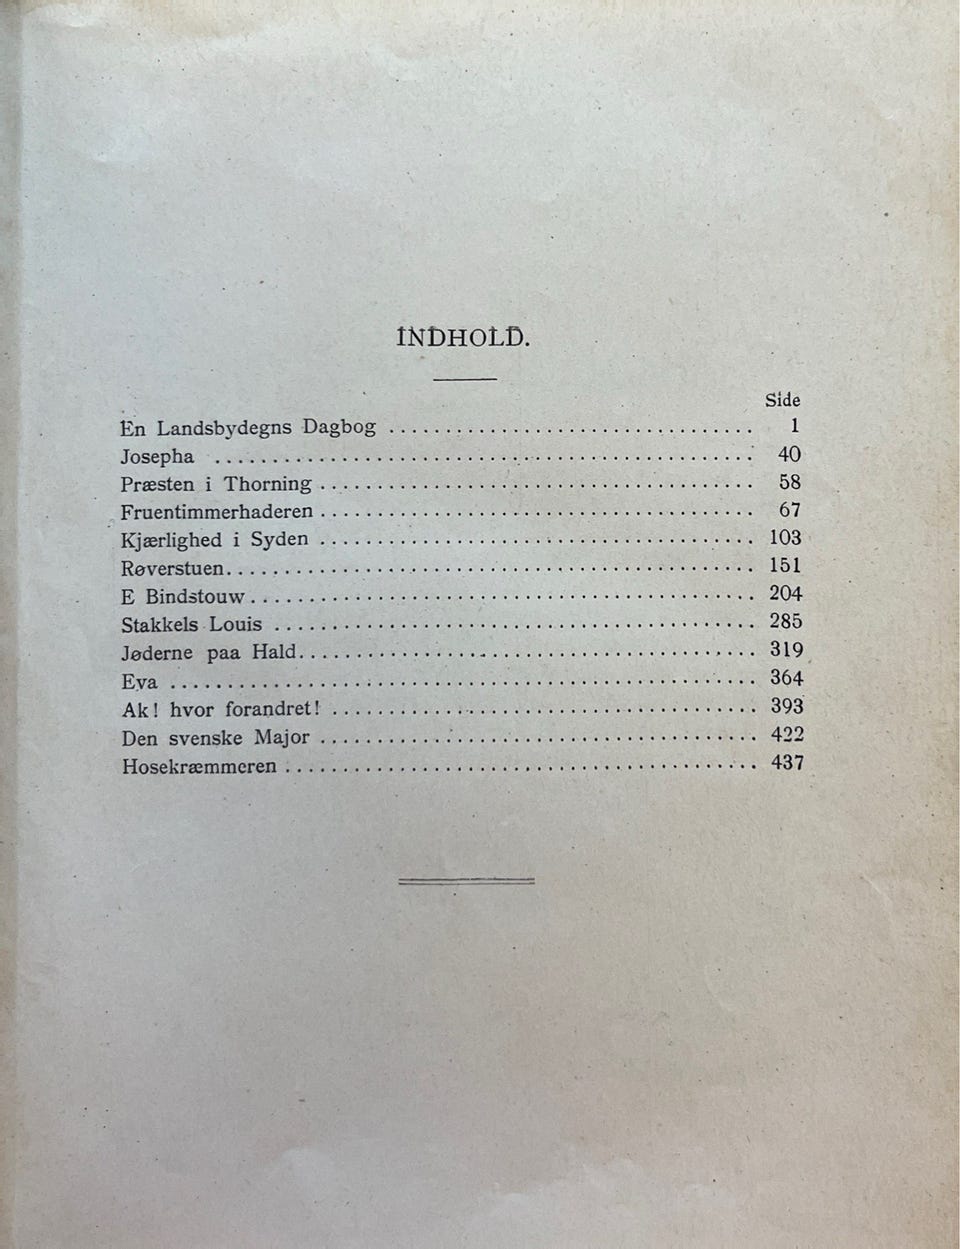 INDHOLD.
Side
En Landsbydegns Dagbog ................................ 1
Josepha ............................................... 40
Præsten i Thorning ...................................... 58
Fruentimmerhaderen ...................................... 67
Kjærlighed i Syden ...................................... 103
Røverstuen.............................................. 151
E Bindstouw............................................ 204
Stakkels Louis .......................................... 285
Jøderne paa Hald........................................ 319
Eva ................................................... 364
Ak! hvor forandret! ..................................... 393
Den svenske Major ...................................... 422
Hosekræmmeren ......................................... 437